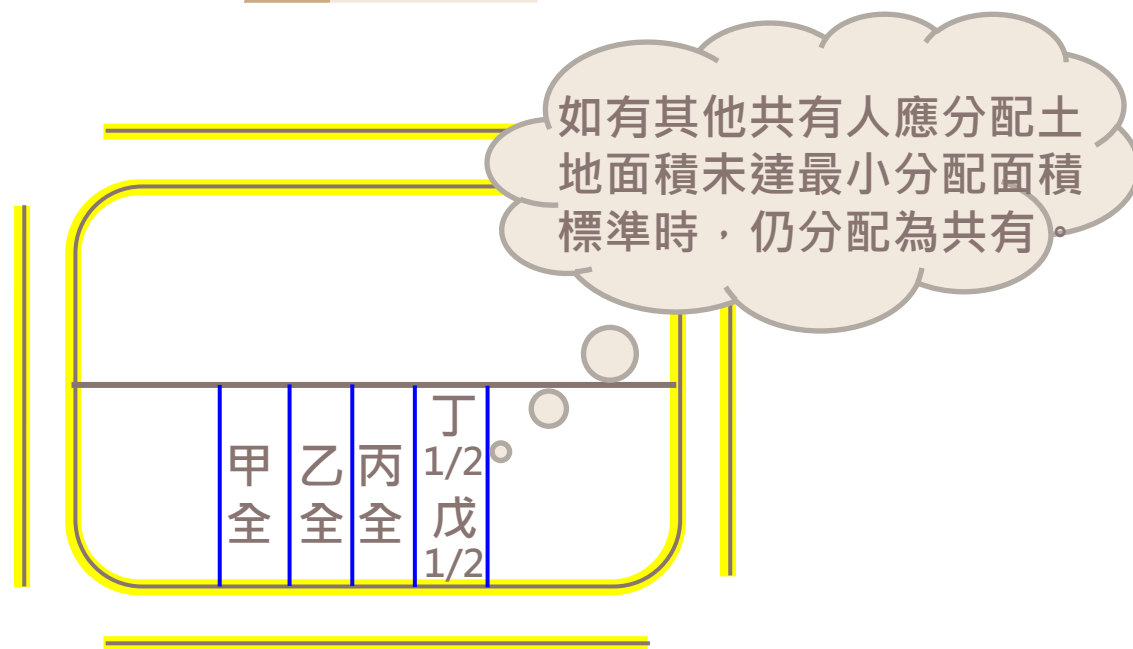 如有其他共有人應分配土
地面積未達最小分配面積
標準時，仍分配為共有。
甲
全
乙
全
丙
全
丁
1/2
戊
1/2